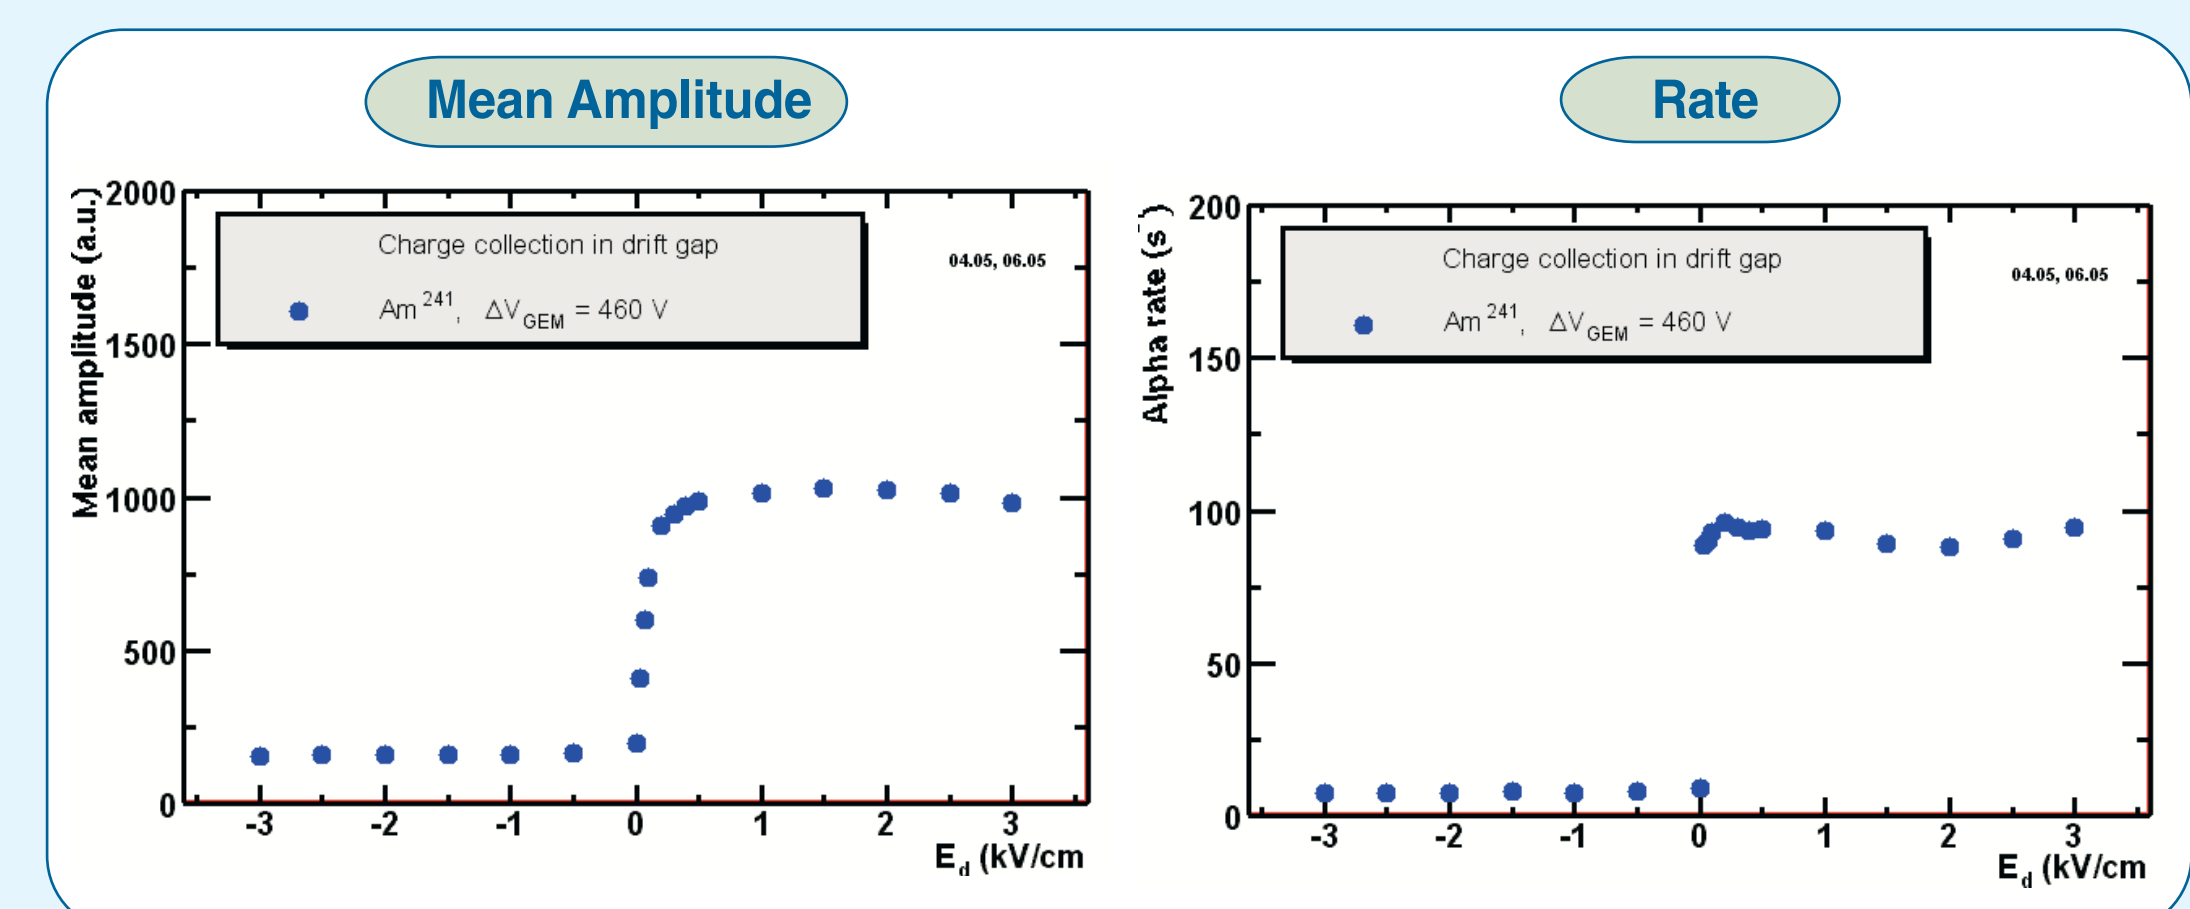 Mean Amplitude
Rate
Mean amplitude (a.u.)
2000
1500
1000
500
0
Charge collection in drift gap
Am 241, ΔV GEM = 460 V
04.05, 06.05
-3 -2 -1 0 1 2 3
E d (kV/cm
Alpha rate (s-)
200
150
100
50
0
Charge collection in drift gap
Am 241, ΔV GEM = 460 V
04.05, 06.05
-3 -2 -1 0 1 2 3
E d (kV/cm